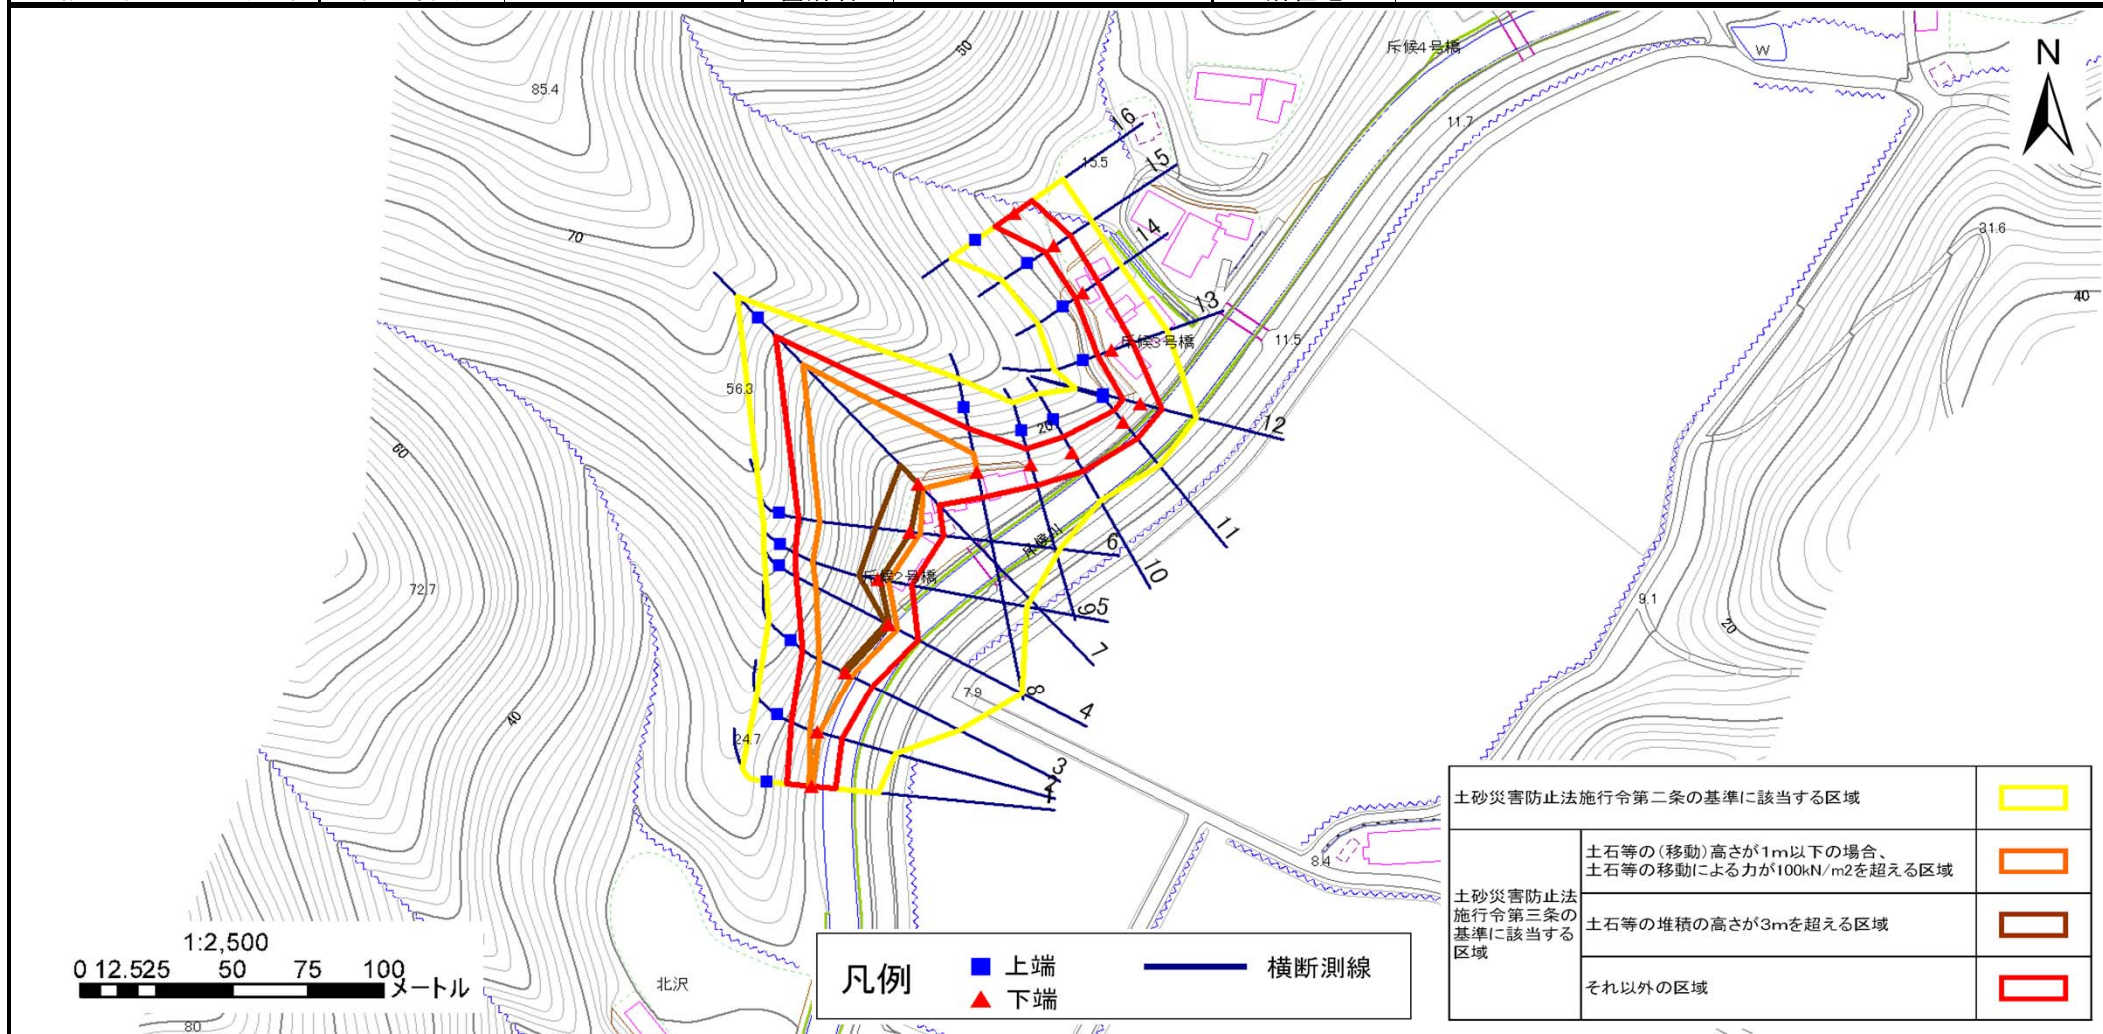 斥候4号橋
W
N
50
85.4
11.7
16
15.5
15
14
70
31.6
40
13
斥候3号橋
11.5
56.3
20
12
60
11
斥候川
6
10
斥候2号橋
72.7
9
5
9.1
20
7
7.9
8
4
40
24.7
3
2
1
8.4
土砂災害防止法施行令第二条の基準に該当する区域
土砂災害防止法
施行令第三条の
基準に該当する
区域
土石等の(移動)高さが1m以下の場合、
土石等の移動による力が100kN/m2を超える区域
土石等の堆積の高さが3mを超える区域
それ以外の区域
1:2,500
0 12.525 50 75 100
メートル
北沢
80
凡例
上端
下端
横断測線